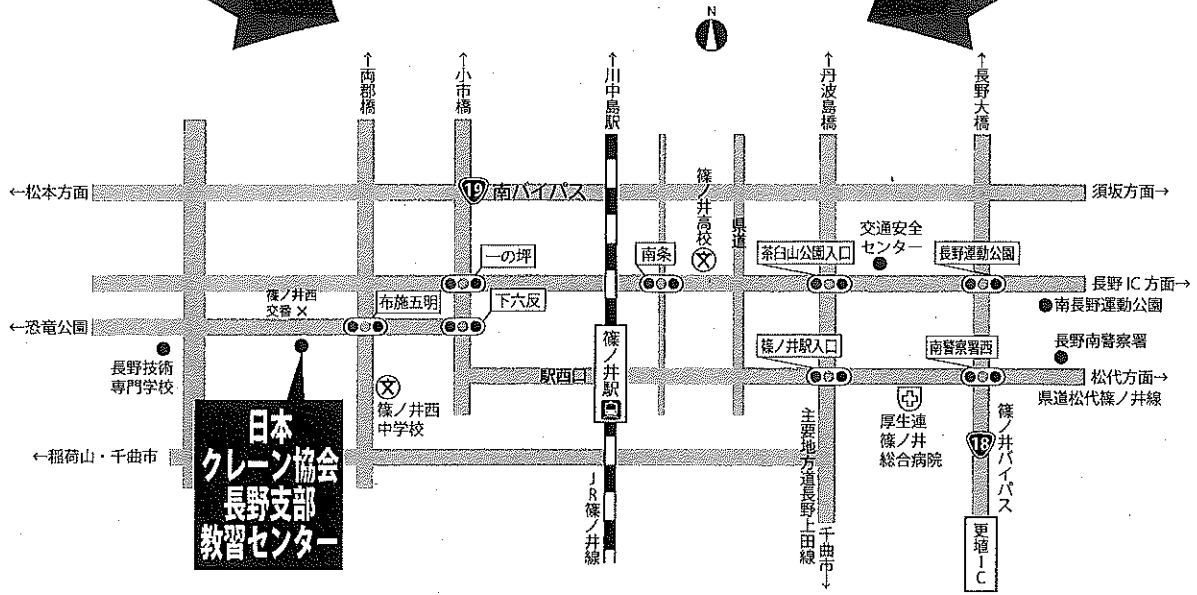 N
↑両郡橋
↑小市橋
↑川中島駅
↑丹波島橋
↑長野大橋
←松本方面
19 南バイパス
須坂方面→
篠ノ井高校
県道
交通安全
センター
一の坪
南条
茶臼山公園入口
長野運動公園
長野IC方面→
南長野運動公園
篠ノ井西
交番
布施五明
下六反
←恐竜公園
篠ノ井駅
篠ノ井駅入口
南警察署西
長野南警察署
長野技術
専門学校
駅西口
松代方面→
県道松代篠ノ井線
文
篠ノ井西
中学校
厚生連
篠ノ井
総合病院
日本
クレーン協会
長野支部
教習センター
←稲荷山・千曲市
JR篠ノ井線
主要地方道長野上田線
千曲市→
18
篠ノ井バイパス
更埴IC